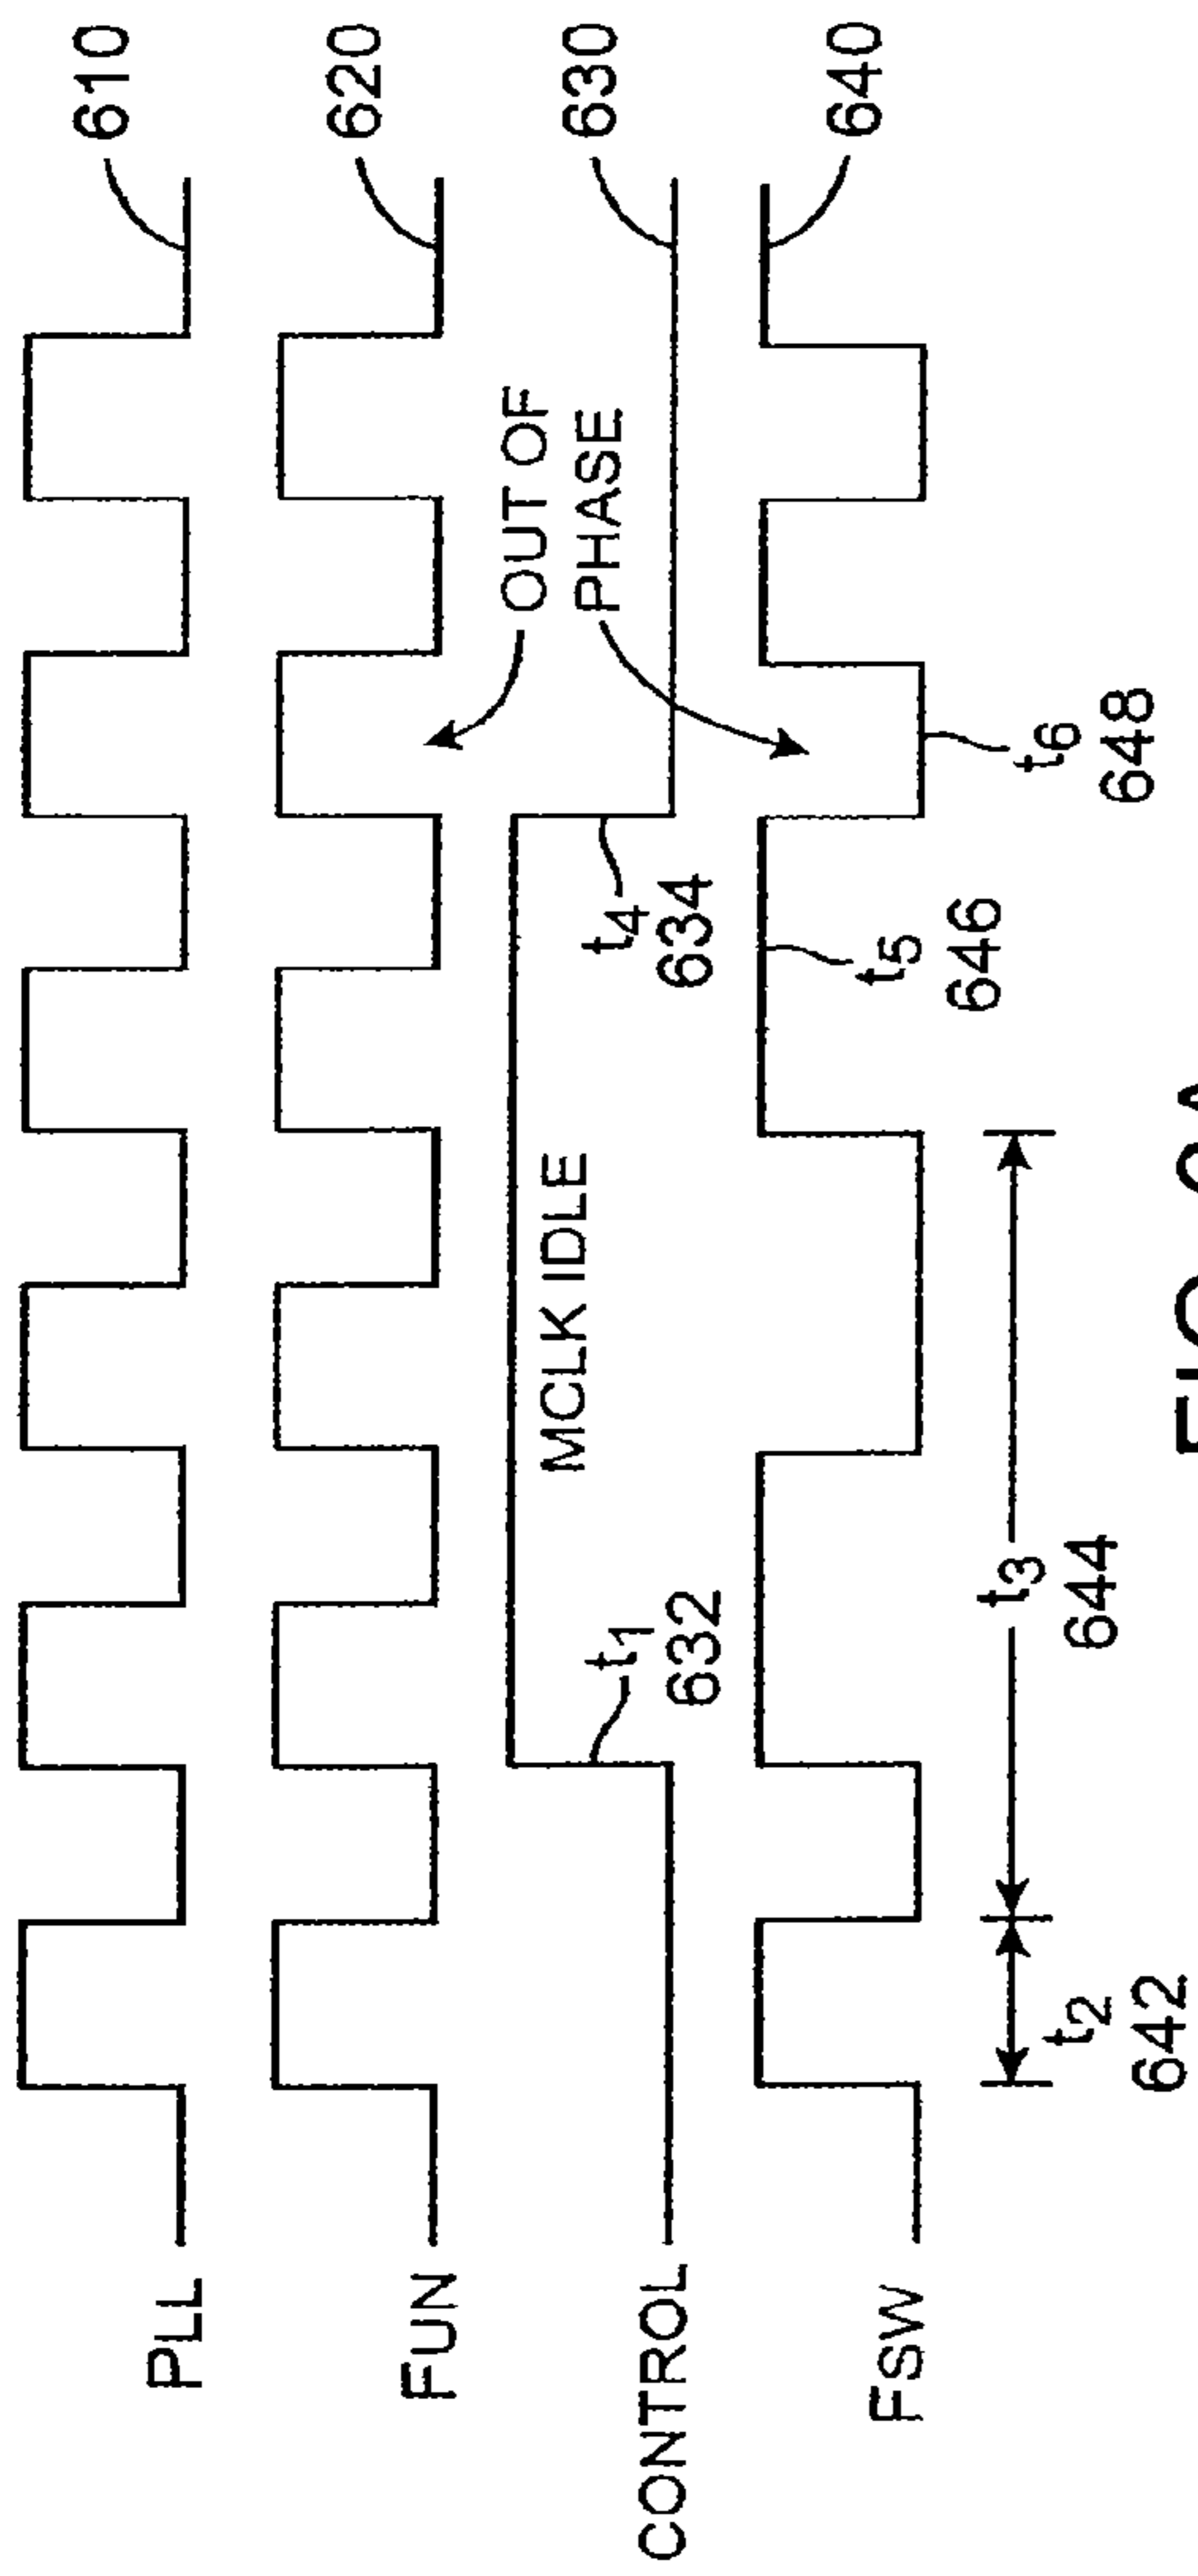 PLL
610
FUN
620
OUT OF
PHASE
CONTROL
MCLK IDLE
630
t1
632
t4
634
FSW
640
t2
642
t3
644
t5
646
t6
648